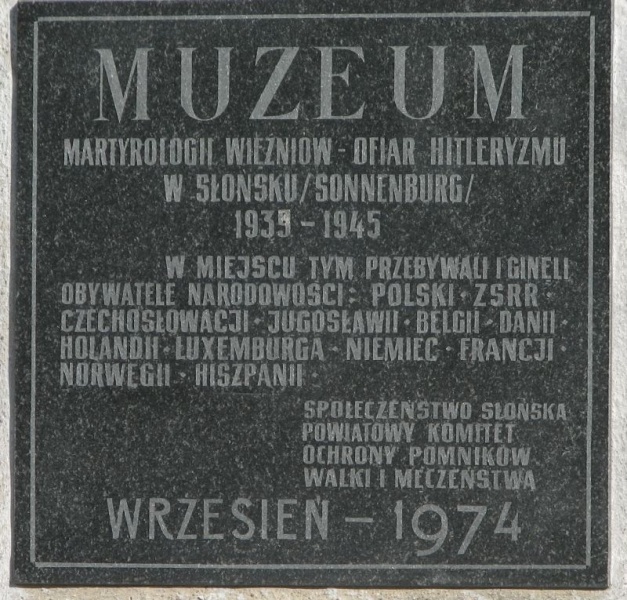 MUZEUM
MARTYROLOGII WIĘŹNIÓW - OFIAR HITLERYZMU
W SŁOŃSKU /SONNENBURG/
1933 - 1945
W MIEJSCU TYM PRZEBYWALI I GINĘLI
OBYWATELE NARODOWOŚCI: POLSKI · ZSRR ·
CZECHOSŁOWACJI · JUGOSŁAWII · BELGII · DANII ·
HOLANDII · LUXEMBURGA · NIEMIEC · FRANCJI ·
NORWEGII · HISZPANII ·
SPOŁECZEŃSTWO SŁOŃSKA
POWIATOWY KOMITET
OCHRONY POMNIKÓW
WALKI I MĘCZEŃSTWA
WRZESIEŃ - 1974